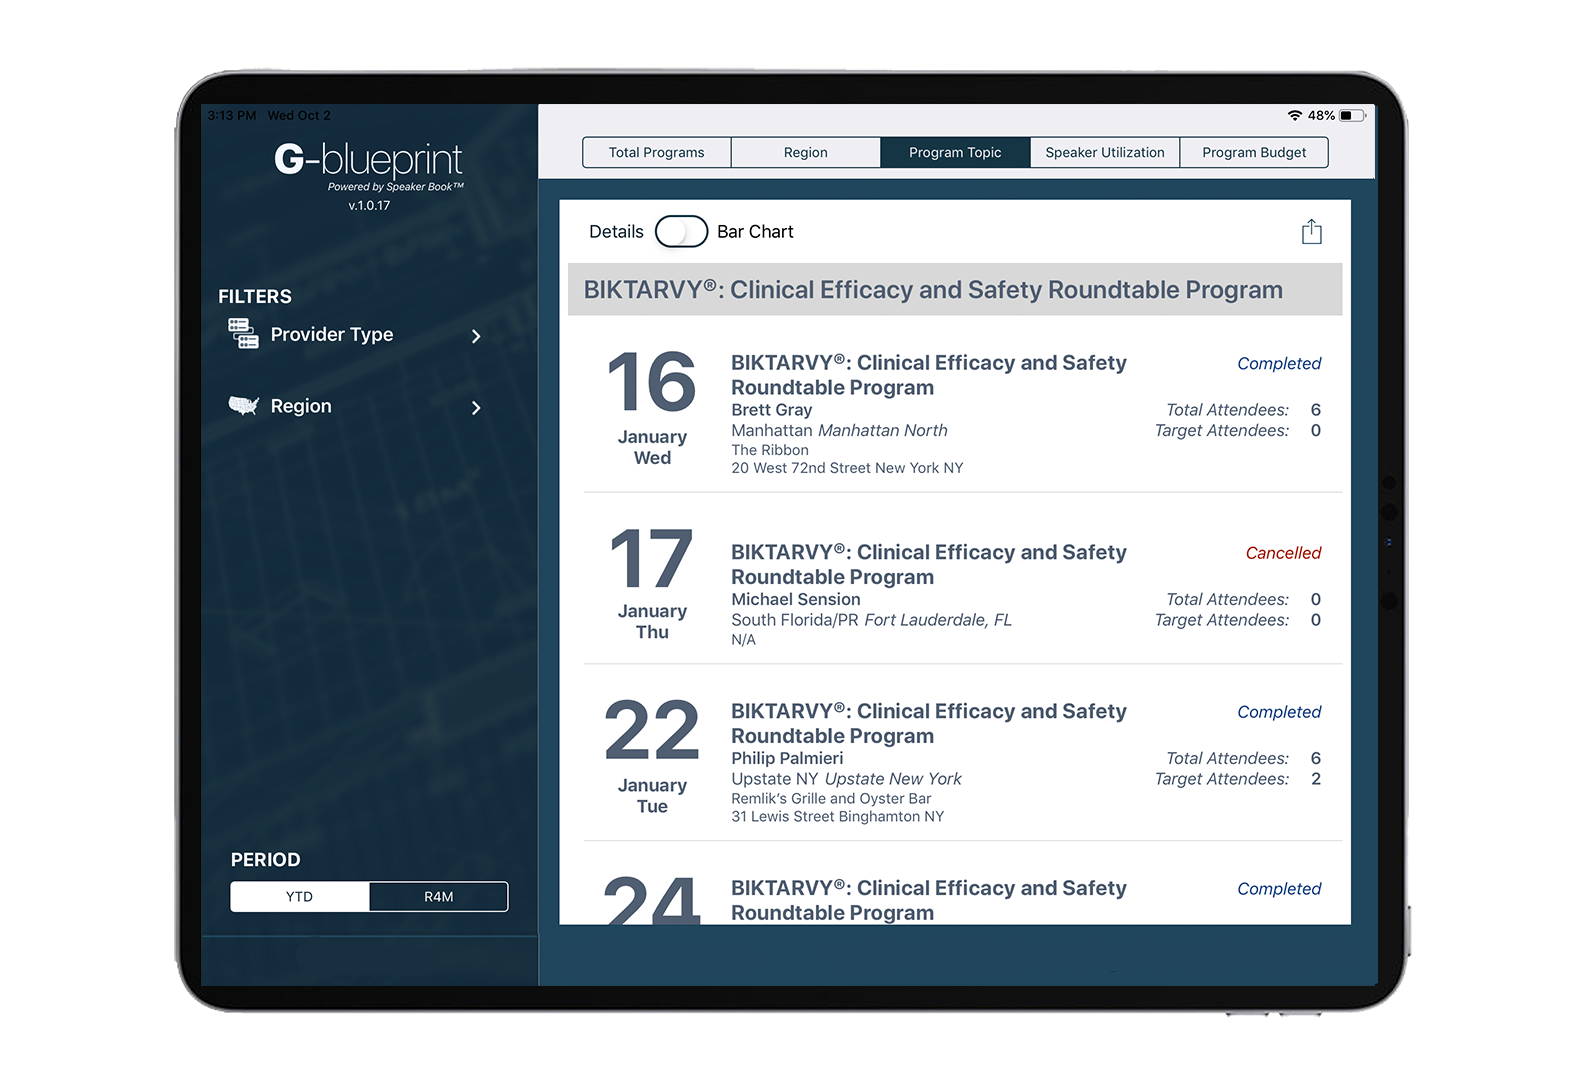 3:13 PM Wed Oct 2
48%
G-blueprint
Powered by Speaker Book™
v.1.0.17
FILTERS
Provider Type
Region
PERIOD
YTD R4M
Total Programs Region Program Topic Speaker Utilization Program Budget
Details Bar Chart
BIKTARVY®: Clinical Efficacy and Safety Roundtable Program
16
January
Wed
BIKTARVY®: Clinical Efficacy and Safety
Roundtable Program
Brett Gray
Manhattan Manhattan North
The Ribbon
20 West 72nd Street New York NY
Completed
Total Attendees: 6
Target Attendees: 0
17
January
Thu
BIKTARVY®: Clinical Efficacy and Safety
Roundtable Program
Michael Sension
South Florida/PR Fort Lauderdale, FL
N/A
Cancelled
Total Attendees: 0
Target Attendees: 0
22
January
Tue
BIKTARVY®: Clinical Efficacy and Safety
Roundtable Program
Philip Palmieri
Upstate NY Upstate New York
Remlik's Grille and Oyster Bar
31 Lewis Street Binghamton NY
Completed
Total Attendees: 6
Target Attendees: 2
24
BIKTARVY®: Clinical Efficacy and Safety
Roundtable Program
Completed